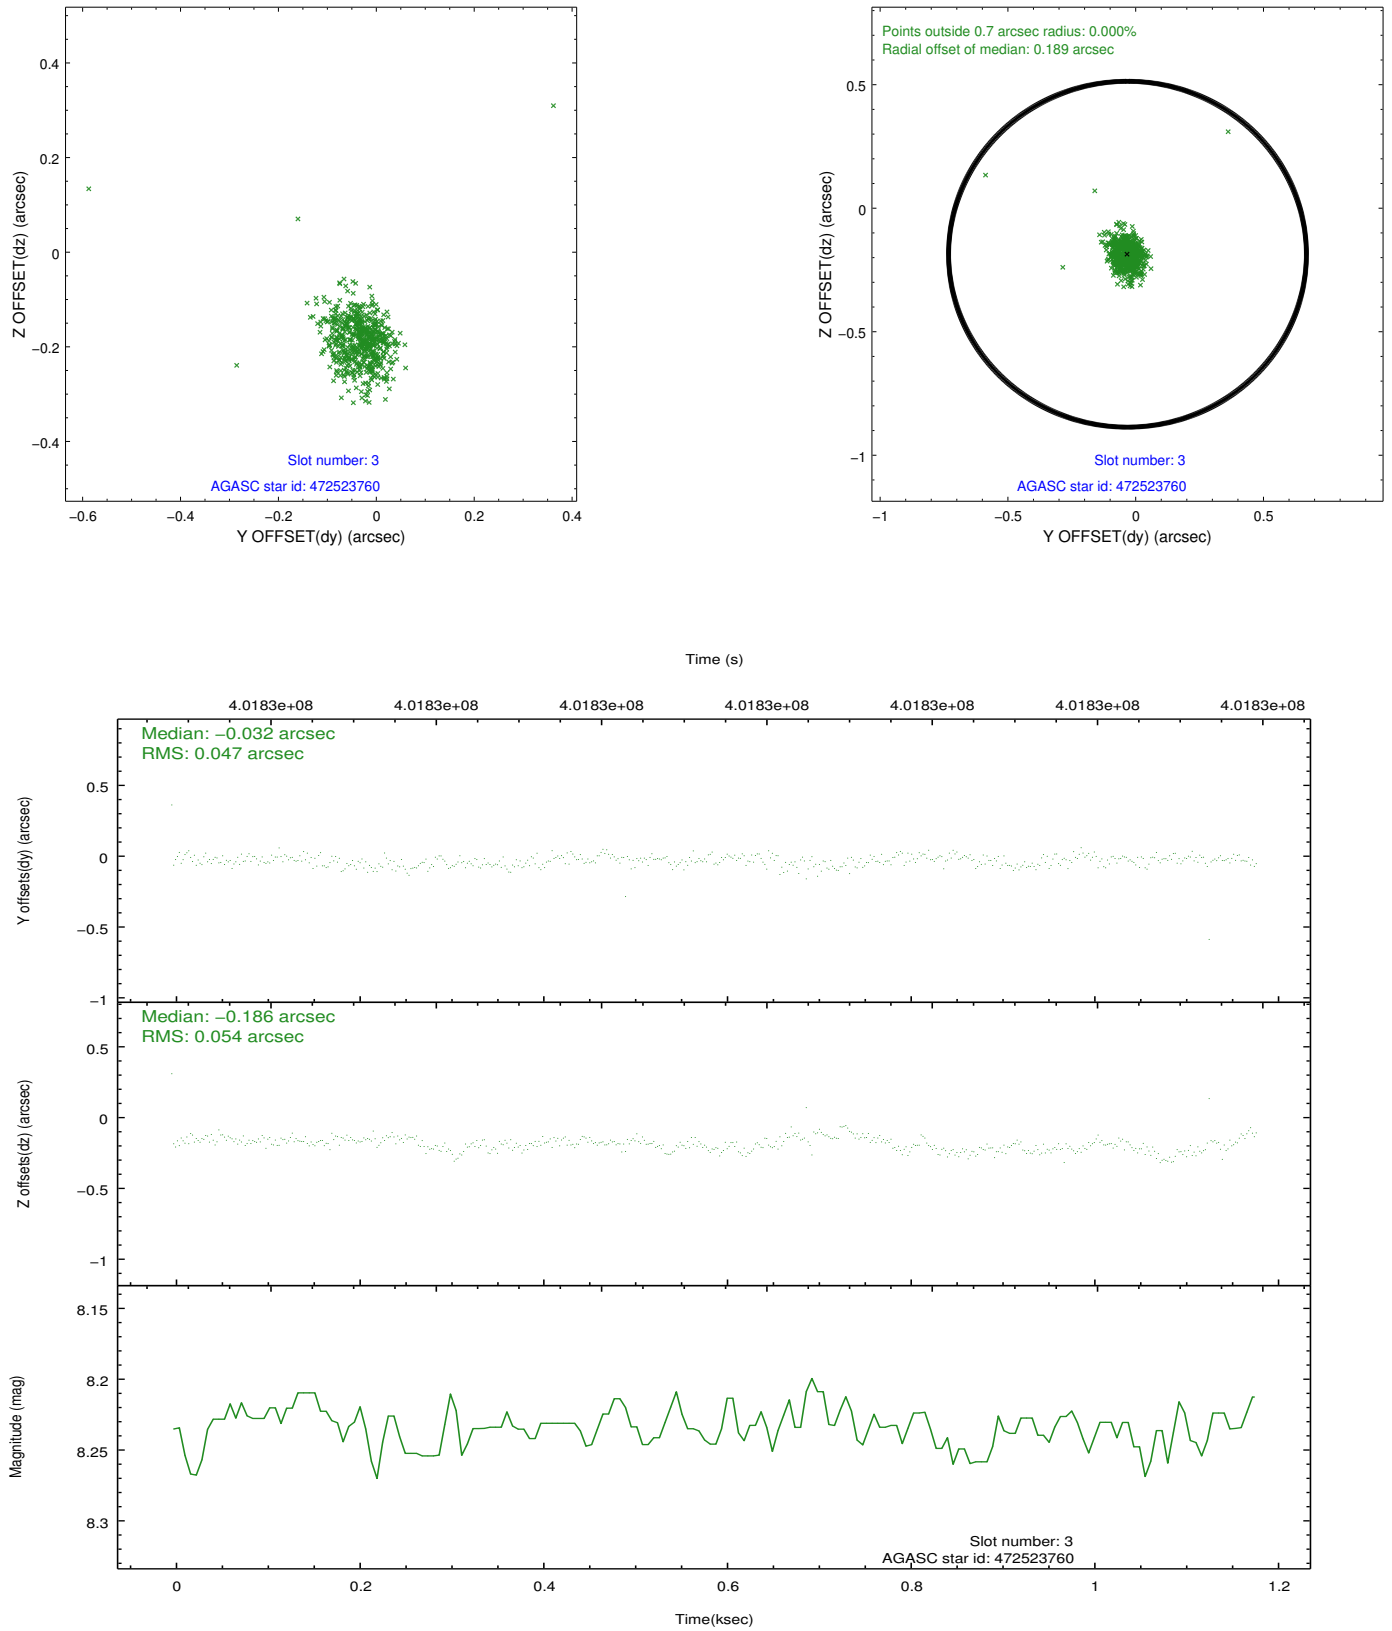 0.4
0.2
0
−0.2
−0.4
Z OFFSET(dz) (arcsec)
Slot number: 3
AGASC star id: 472523760
−0.6 −0.4 −0.2 0 0.2 0.4
Y OFFSET(dy) (arcsec)
Points outside 0.7 arcsec radius: 0.000%
Radial offset of median: 0.189 arcsec
0.5
0
−0.5
−1
Z OFFSET(dz) (arcsec)
Slot number: 3
AGASC star id: 472523760
−1 −0.5 0 0.5
Y OFFSET(dy) (arcsec)
Time (s)
4.0183e+08 4.0183e+08 4.0183e+08 4.0183e+08 4.0183e+08 4.0183e+08 4.0183e+08
Median: −0.032 arcsec
RMS: 0.047 arcsec
0.5
0
−0.5
−1
Y offsets(dy) (arcsec)
Median: −0.186 arcsec
RMS: 0.054 arcsec
0.5
0
−0.5
−1
Z offsets(dz) (arcsec)
8.15
8.2
8.25
8.3
Magnitude (mag)
Slot number: 3
AGASC star id: 472523760
0 0.2 0.4 0.6 0.8 1 1.2
Time(ksec)